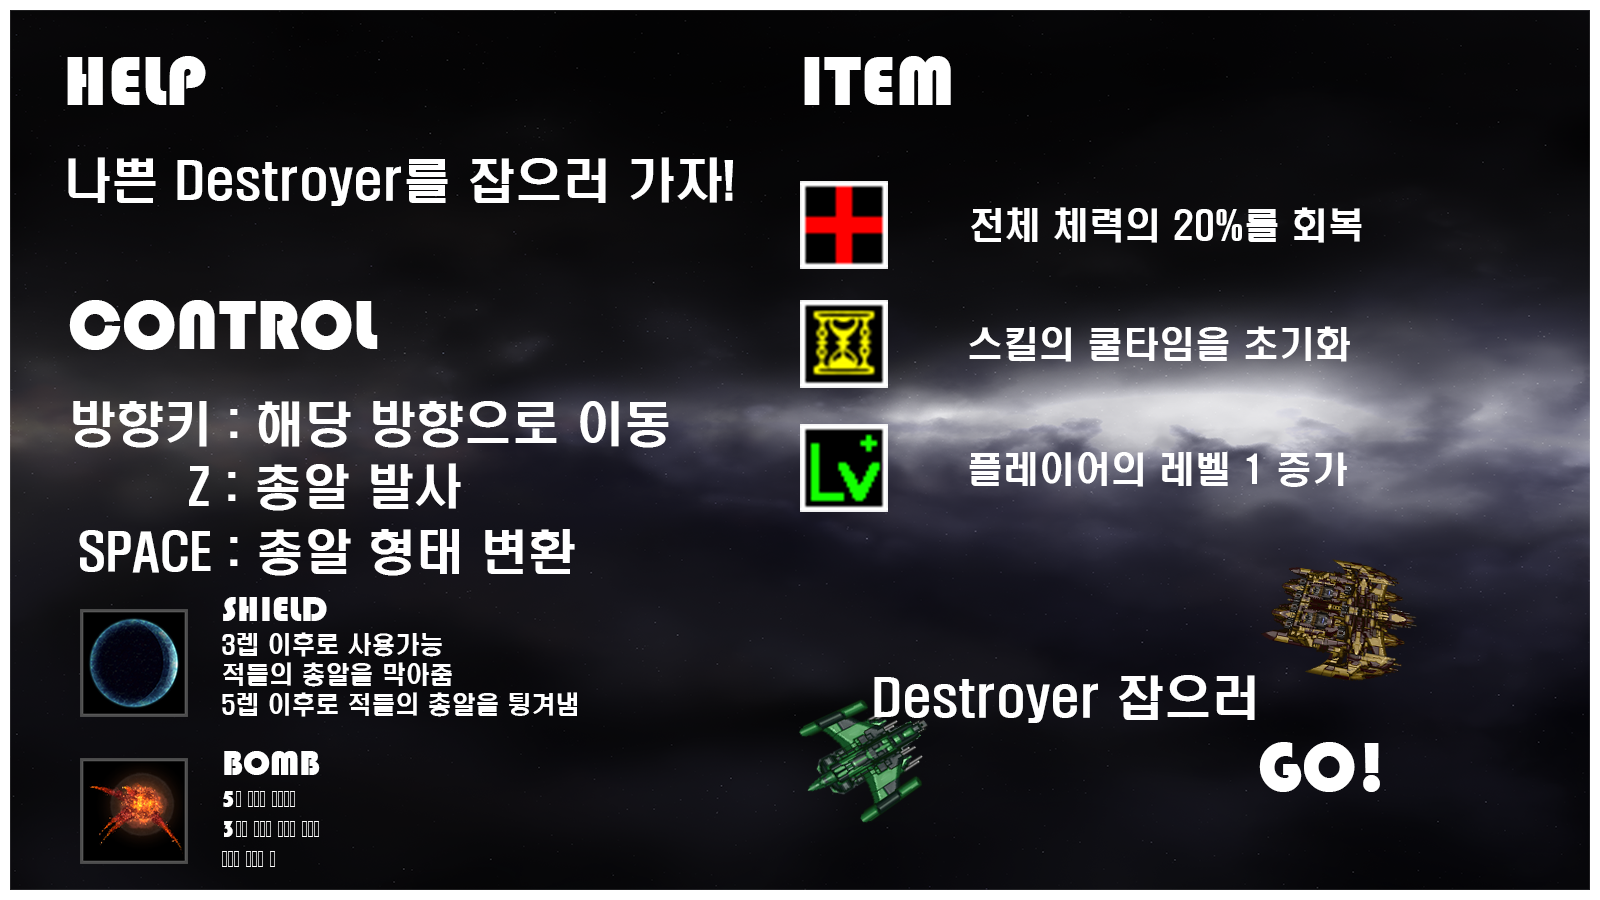 HELP
나쁜 Destroyer를 잡으러 가자!
CONTROL
방향키 : 해당 방향으로 이동
Z : 총알 발사
SPACE : 총알 형태 변환
SHIELD
3렙 이후로 사용가능
적들의 총알을 막아줌
5렙 이후로 적들의 총알을 튕겨냄
BOMB
5
3
ITEM
전체 체력의 20%를 회복
스킬의 쿨타임을 초기화
Lv+
플레이어의 레벨 1 증가
Destroyer 잡으러
GO!